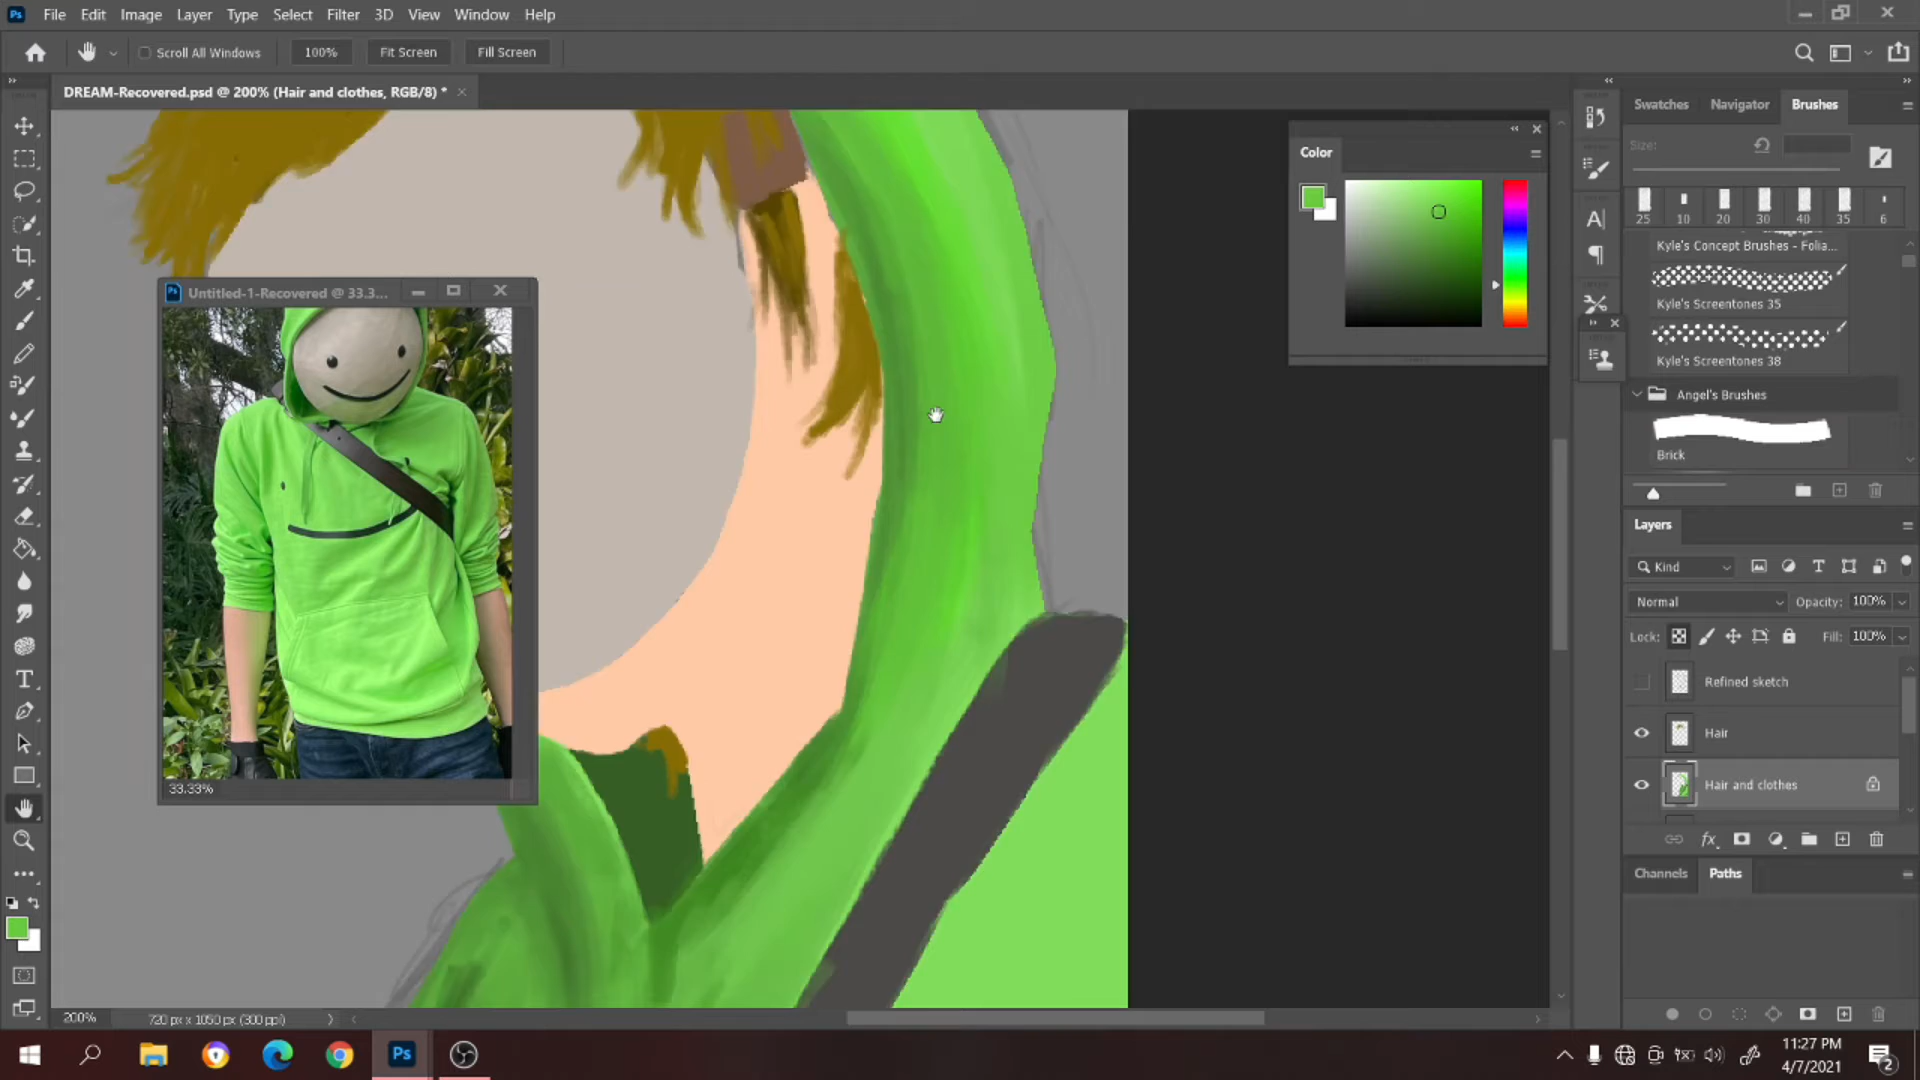 Ps File Edit Image Layer Type Select Filter 3D View Window Help
Scroll All Windows 100% Fit Screen Fill Screen
DREAM-Recovered.psd @ 200% (Hair and clothes, RGB/8) *
Untitled-1-Recovered @ 33.3...
33.33%
Color
Swatches Navigator Brushes
Size:
25 10 20 30 40 35 6
Kyle's Concept Brushes - Folia...
Kyle's Screentones 35
Kyle's Screentones 38
Angel's Brushes
Brick
Layers
Kind
Normal Opacity: 100%
Lock: Fill: 100%
Refined sketch
Hair
Hair and clothes
Channels Paths
200% 720 px x 1050 px (300 ppi)
Ps
11:27 PM
4/7/2021
2